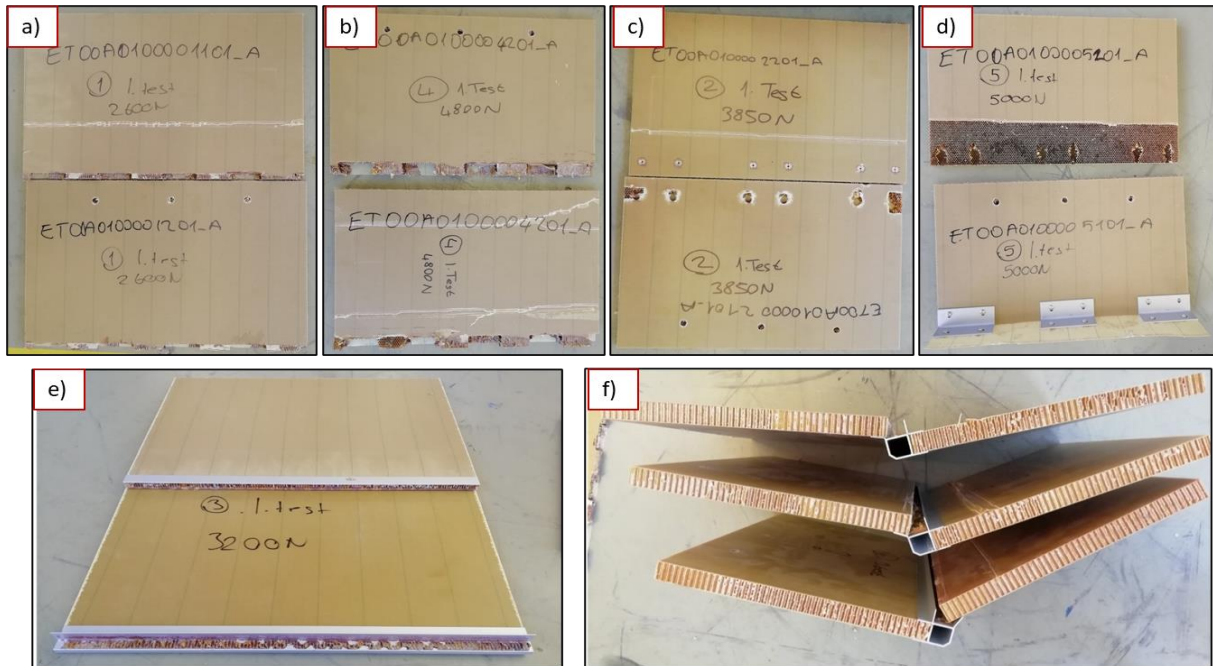 a)
ET00A0100001101_A
① 1.test
2600N
ET00A0100001201_A
① 1.test
2600N
b)
ET00A0100004201_A
④ 1.Test
4800N
ET00A0100004201_A
④ 1.Test
4800N
c)
ET00A0100002201_A
② 1.Test
3850N
② 1.Test
3850N
ET00A0100002101-A
d)
ET00A0100005201_A
⑤ 1.test
5000N
ET00A0100005101_A
⑤ 1.test
5000N
e)
③ .1.test
3200N
f)